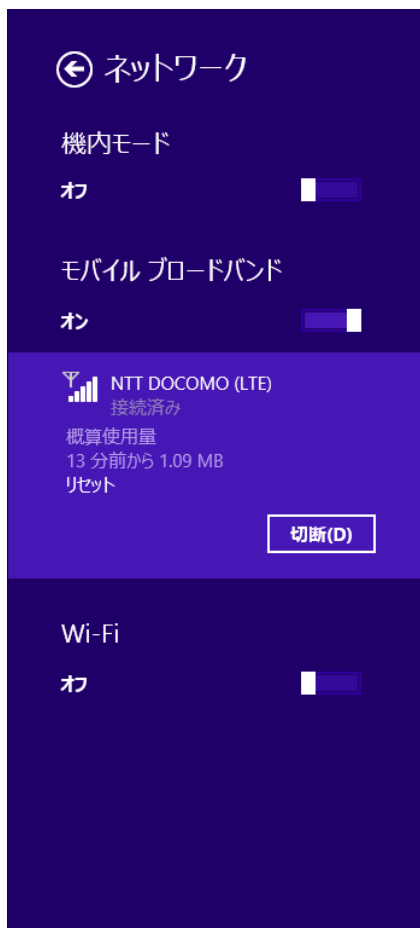 ネットワーク
機内モード
オフ
モバイル ブロードバンド
オン
NTT DOCOMO (LTE)
接続済み
概算使用量
13 分前から 1.09 MB
リセット
切断(D)
Wi-Fi
オフ